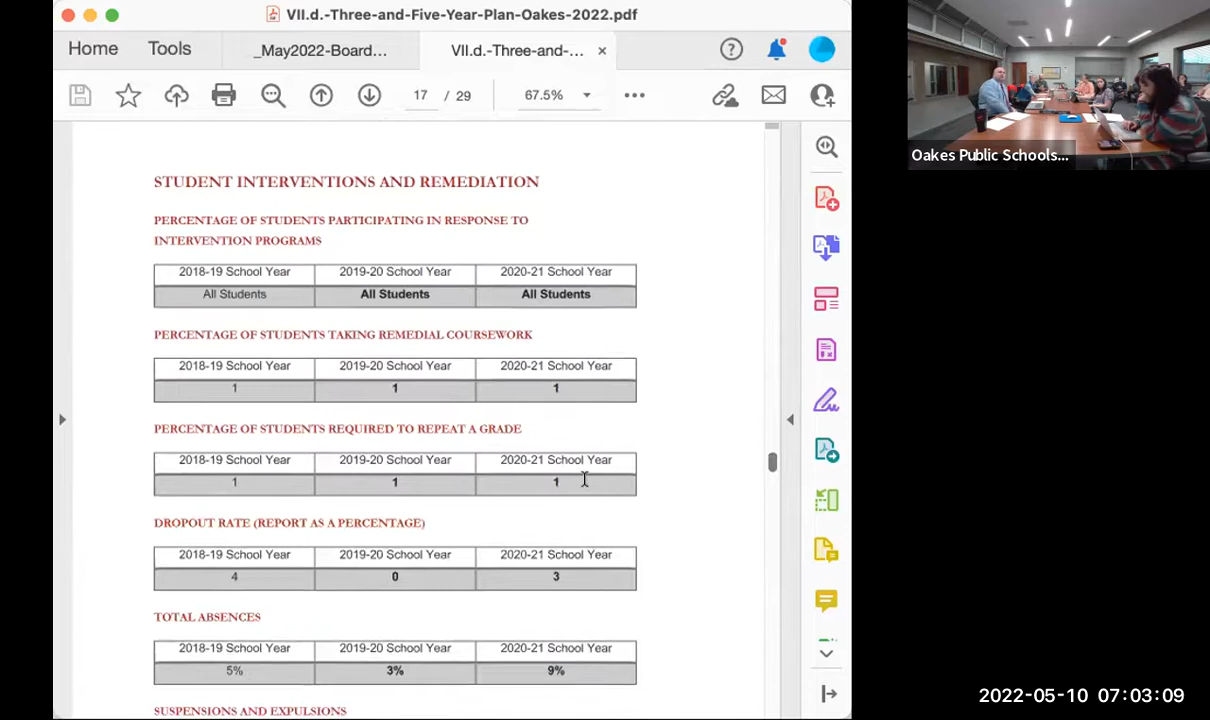 VII.d.-Three-and-Five-Year-Plan-Oakes-2022.pdf
Home Tools _May2022-Board... VII.d.-Three-and-... ×
17 / 29 67.5%
Oakes Public Schools...
STUDENT INTERVENTIONS AND REMEDIATION
PERCENTAGE OF STUDENTS PARTICIPATING IN RESPONSE TO
INTERVENTION PROGRAMS
2018-19 School Year 2019-20 School Year 2020-21 School Year
All Students All Students All Students
PERCENTAGE OF STUDENTS TAKING REMEDIAL COURSEWORK
2018-19 School Year 2019-20 School Year 2020-21 School Year
1 1 1
PERCENTAGE OF STUDENTS REQUIRED TO REPEAT A GRADE
2018-19 School Year 2019-20 School Year 2020-21 School Year
1 1 1
DROPOUT RATE (REPORT AS A PERCENTAGE)
2018-19 School Year 2019-20 School Year 2020-21 School Year
4 0 3
TOTAL ABSENCES
2018-19 School Year 2019-20 School Year 2020-21 School Year
5% 3% 9%
SUSPENSIONS AND EXPULSIONS
2022-05-10 07:03:09